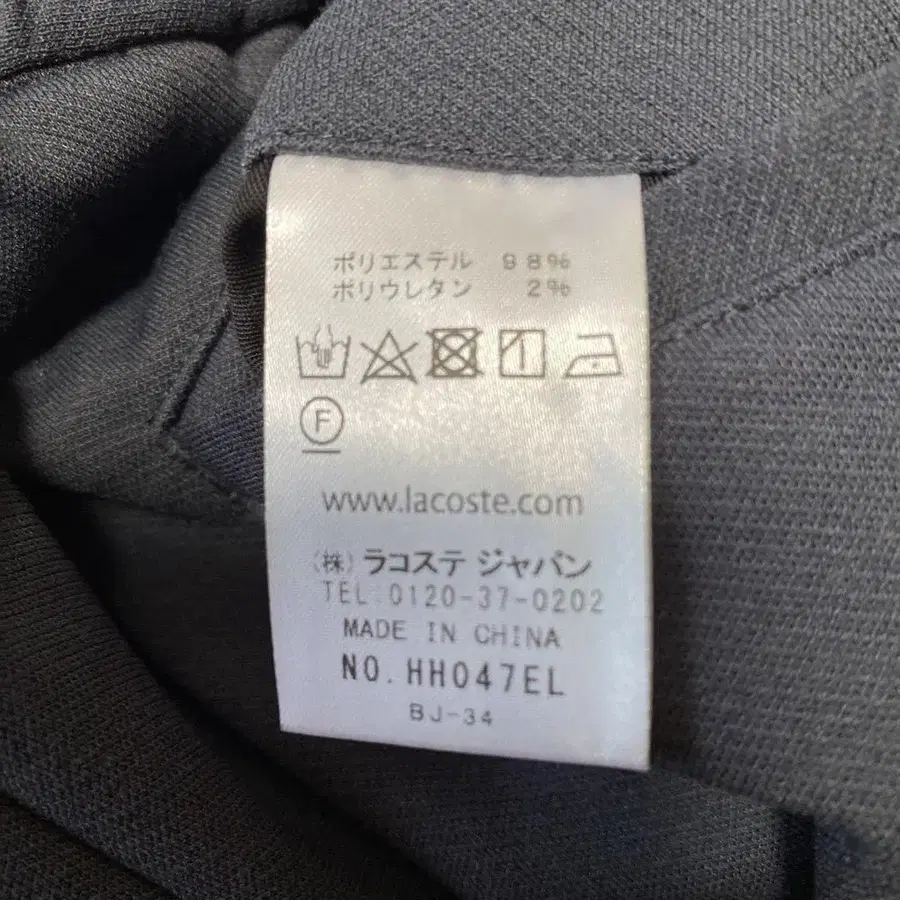 ポリエステル 98%
ポリウレタン 2%
F
www.lacoste.com
(株) ラコステ ジャパン
TEL:0120-37-0202
MADE IN CHINA
NO. HH047EL
BJ-34